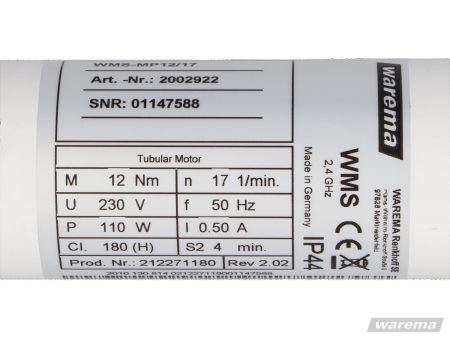 WMS-MP12/17
Art.-Nr.: 2002922
SNR: 01147588
Tubular Motor
M 12 Nm n 17 1/min.
U 230 V f 50 Hz
P 110 W I 0.50 A
Cl. 180 (H) S2 4 min.
Prod. Nr.: 212271180 Rev 2.02
warema
WAREMA Renkhoff SE
97828 Marktheidenfeld
WMS CE
2,4 GHz
Made in Germany
IP44
warema